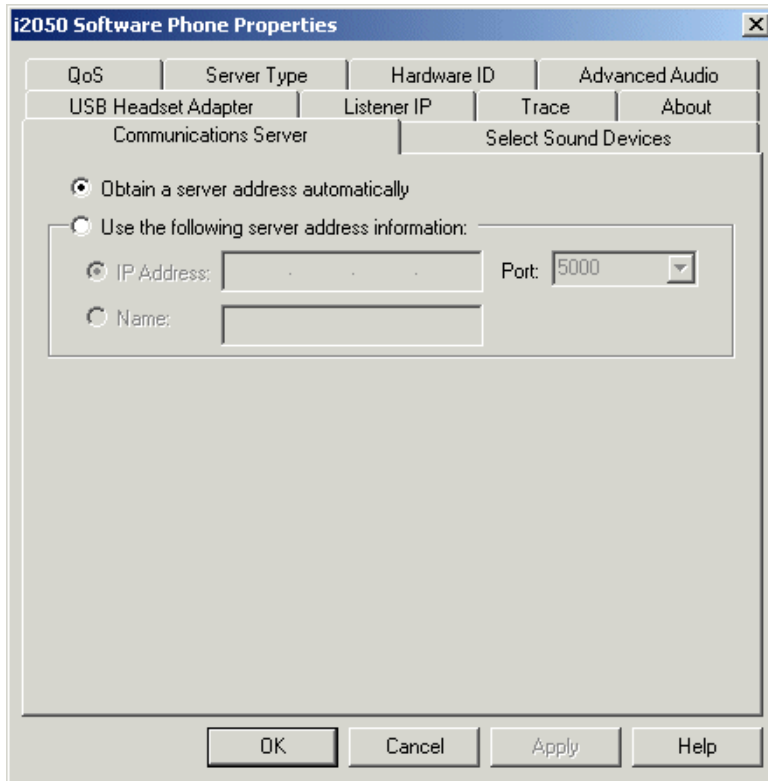 i2050 Software Phone Properties
QoS Server Type Hardware ID Advanced Audio
USB Headset Adapter Listener IP Trace About
Communications Server Select Sound Devices
Obtain a server address automatically
Use the following server address information:
IP Address: . . . Port: 5000
Name:
OK Cancel Apply Help